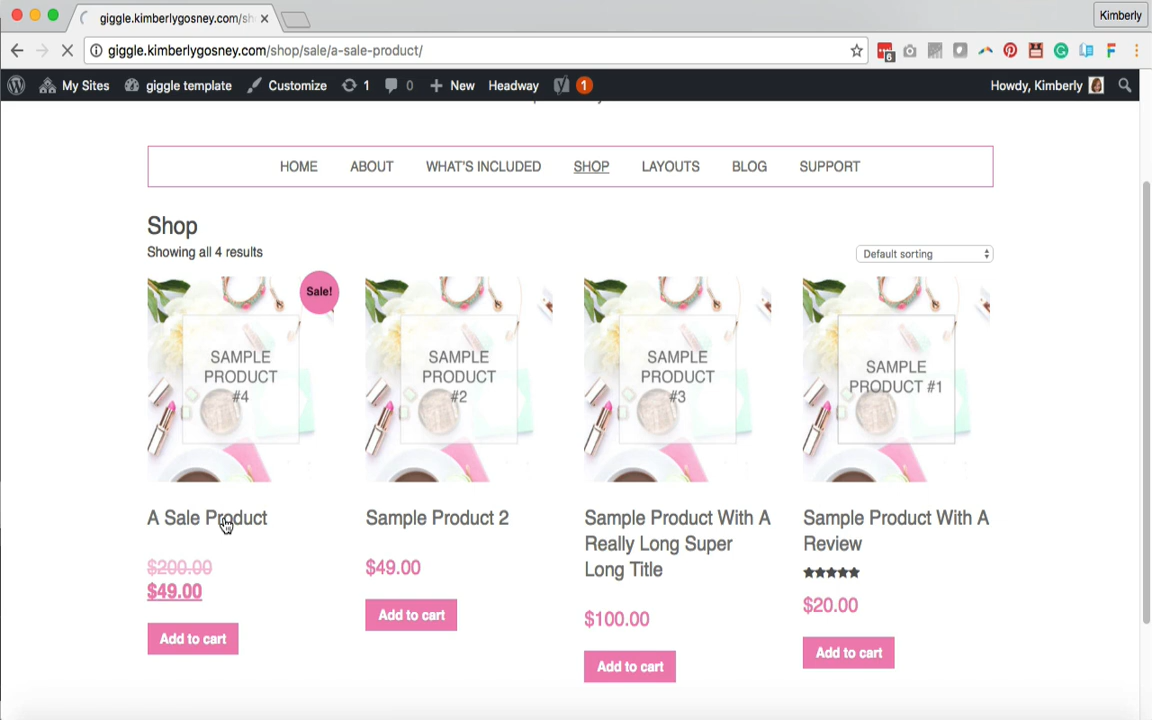 giggle.kimberlygosney.com/sh
Kimberly
giggle.kimberlygosney.com/shop/sale/a-sale-product/
6
My Sites
giggle template
Customize
1
0
New
Headway
1
Howdy, Kimberly
HOME
ABOUT
WHAT'S INCLUDED
SHOP
LAYOUTS
BLOG
SUPPORT
Shop
Showing all 4 results
Default sorting
Sale!
SAMPLE
PRODUCT
#4
SAMPLE
PRODUCT
#2
SAMPLE
PRODUCT
#3
SAMPLE
PRODUCT #1
A Sale Product
$200.00
$49.00
Add to cart
Sample Product 2
$49.00
Add to cart
Sample Product With A
Really Long Super
Long Title
$100.00
Add to cart
Sample Product With A
Review
★★★★★
$20.00
Add to cart